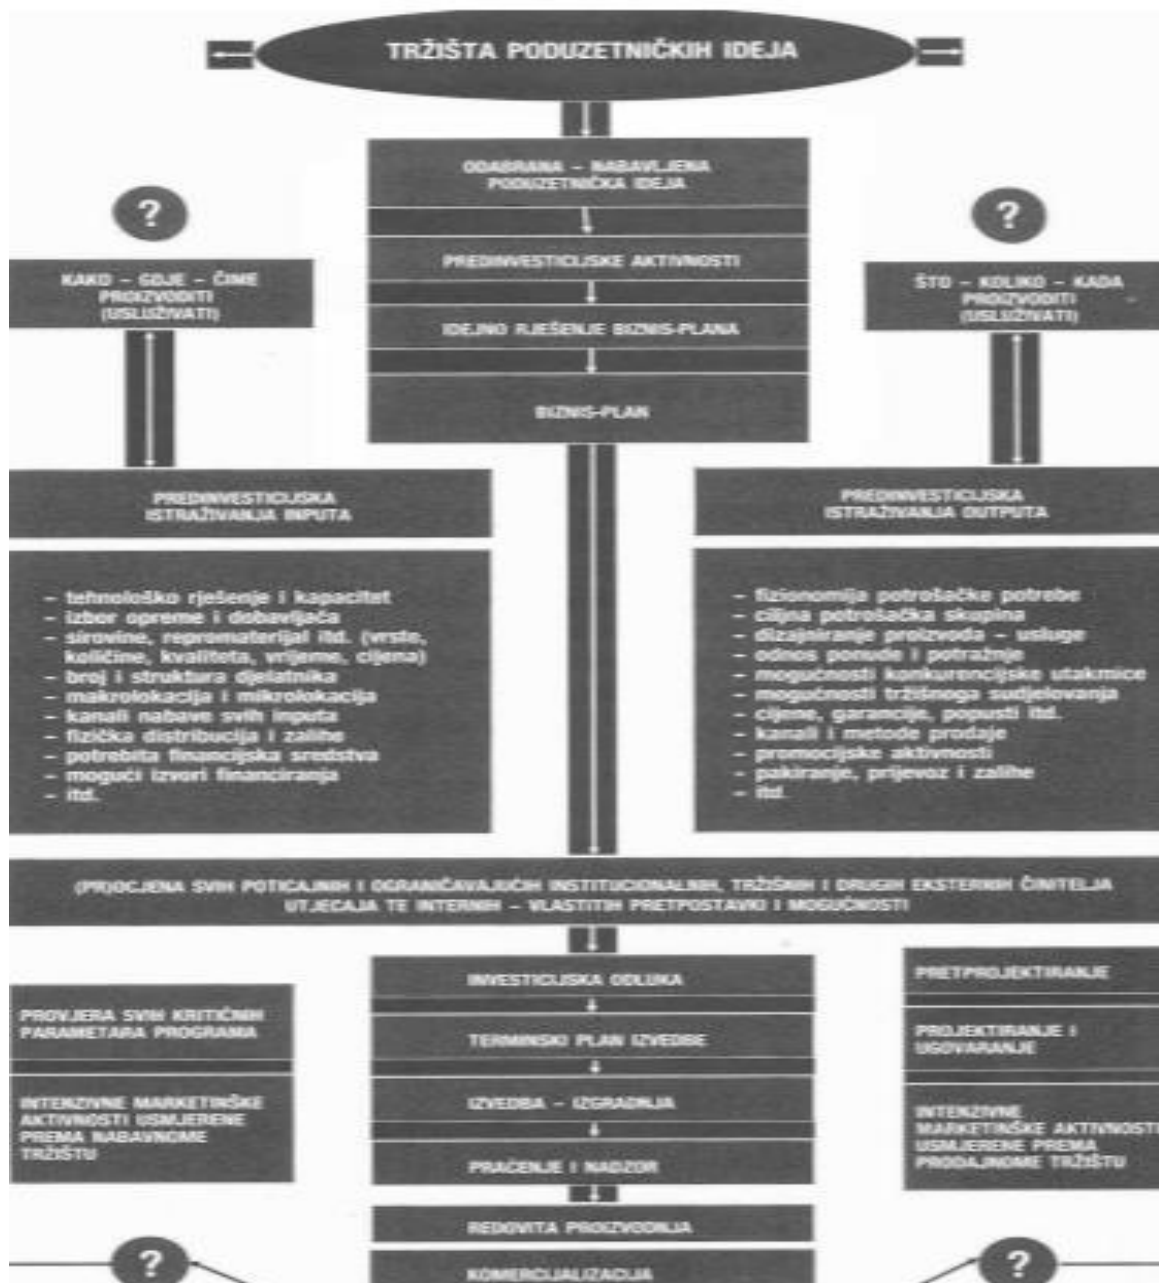 TRŽIŠTA PODUZETNIČKIH IDEJA
ODABRANA – NABAVLJENA
PODUZETNIČKA IDEJA
?
?
PREDINVESTICIJSKE AKTIVNOSTI
KAKO – GDJE – ČIME
PROIZVODITI
(USLUŽIVATI)
ŠTO – KOLIKO – KADA
PROIZVODITI –
(USLUŽIVATI)
IDEJNO RJEŠENJE BIZNIS-PLANA
BIZNIS-PLAN
PREDINVESTICIJSKA
ISTRAŽIVANJA INPUTA
PREDINVESTICIJSKA
ISTRAŽIVANJA OUTPUTA
– tehnološko rješenje i kapacitet
– izbor opreme i dobavljača
– sirovine, repromaterijal itd. (vrste,
količine, kvaliteta, vrijeme, cijena)
– broj i struktura djelatnika
– makrolokacija i mikrolokacija
– kanali nabave svih inputa
– fizička distribucija i zalihe
– potrebita financijska sredstva
– mogući izvori financiranja
– itd.
– fizionomija potrošačke potrebe
– ciljna potrošačka skupina
– dizajniranje proizvoda – usluge
– odnos ponude i potražnje
– mogućnosti konkurencijske utakmice
– mogućnosti tržišnoga sudjelovanja
– cijene, garancije, popusti itd.
– kanali i metode prodaje
– promocijske aktivnosti
– pakiranje, prijevoz i zalihe
– itd.
(PR)OCJENA SVIH POTICAJNIH I OGRANIČAVAJUĆIH INSTITUCIONALNIH, TRŽIŠNIH I DRUGIH EKSTERNIH ČINITELJA
UTJECAJA TE INTERNIH – VLASTITIH PRETPOSTAVKI I MOGUĆNOSTI
INVESTICIJSKA ODLUKA
TERMINSKI PLAN IZVEDBE
IZVEDBA – IZGRADNJA
PRAĆENJE I NADZOR
PROVJERA SVIH KRITIČNIH
PARAMETARA PROGRAMA
INTENZIVNE MARKETINŠKE
AKTIVNOSTI USMJERENE
PREMA NABAVNOME
TRŽIŠTU
PRETPROJEKTIRANJE
PROJEKTIRANJE I
UGOVARANJE
INTENZIVNE
MARKETINŠKE AKTIVNOSTI
USMJERENE PREMA
PRODAJNOME TRŽIŠTU
REDOVITA PROIZVODNJA
KOMERCIJALIZACIJA
?
?